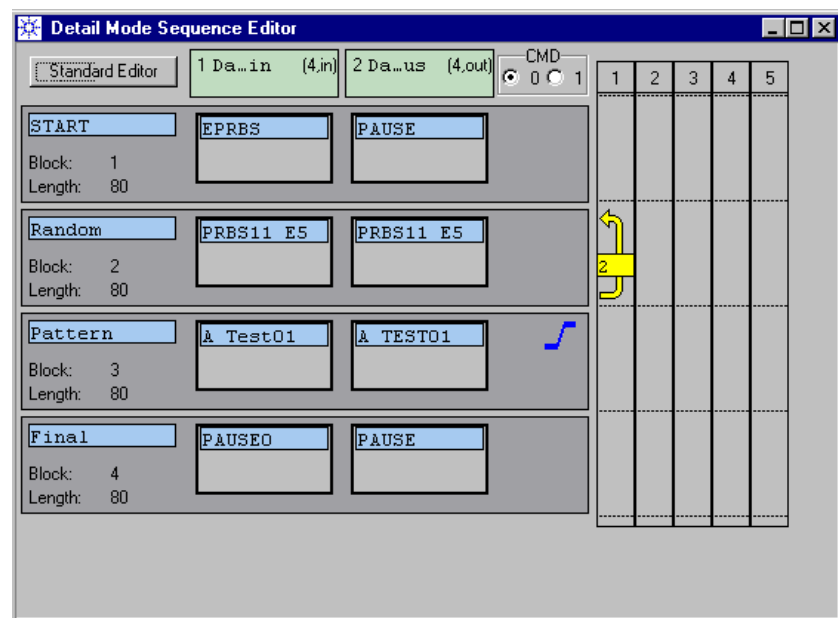 Detail Mode Sequence Editor
Standard Editor
1 Da…in (4,in)
2 Da…us (4,out)
CMD
0 1
1 2 3 4 5
START
EPRBS
PAUSE
Block: 1
Length: 80
Random
PRBS11 E5
PRBS11 E5
Block: 2
Length: 80
2
Pattern
A Test01
A TEST01
Block: 3
Length: 80
Final
PAUSE0
PAUSE
Block: 4
Length: 80